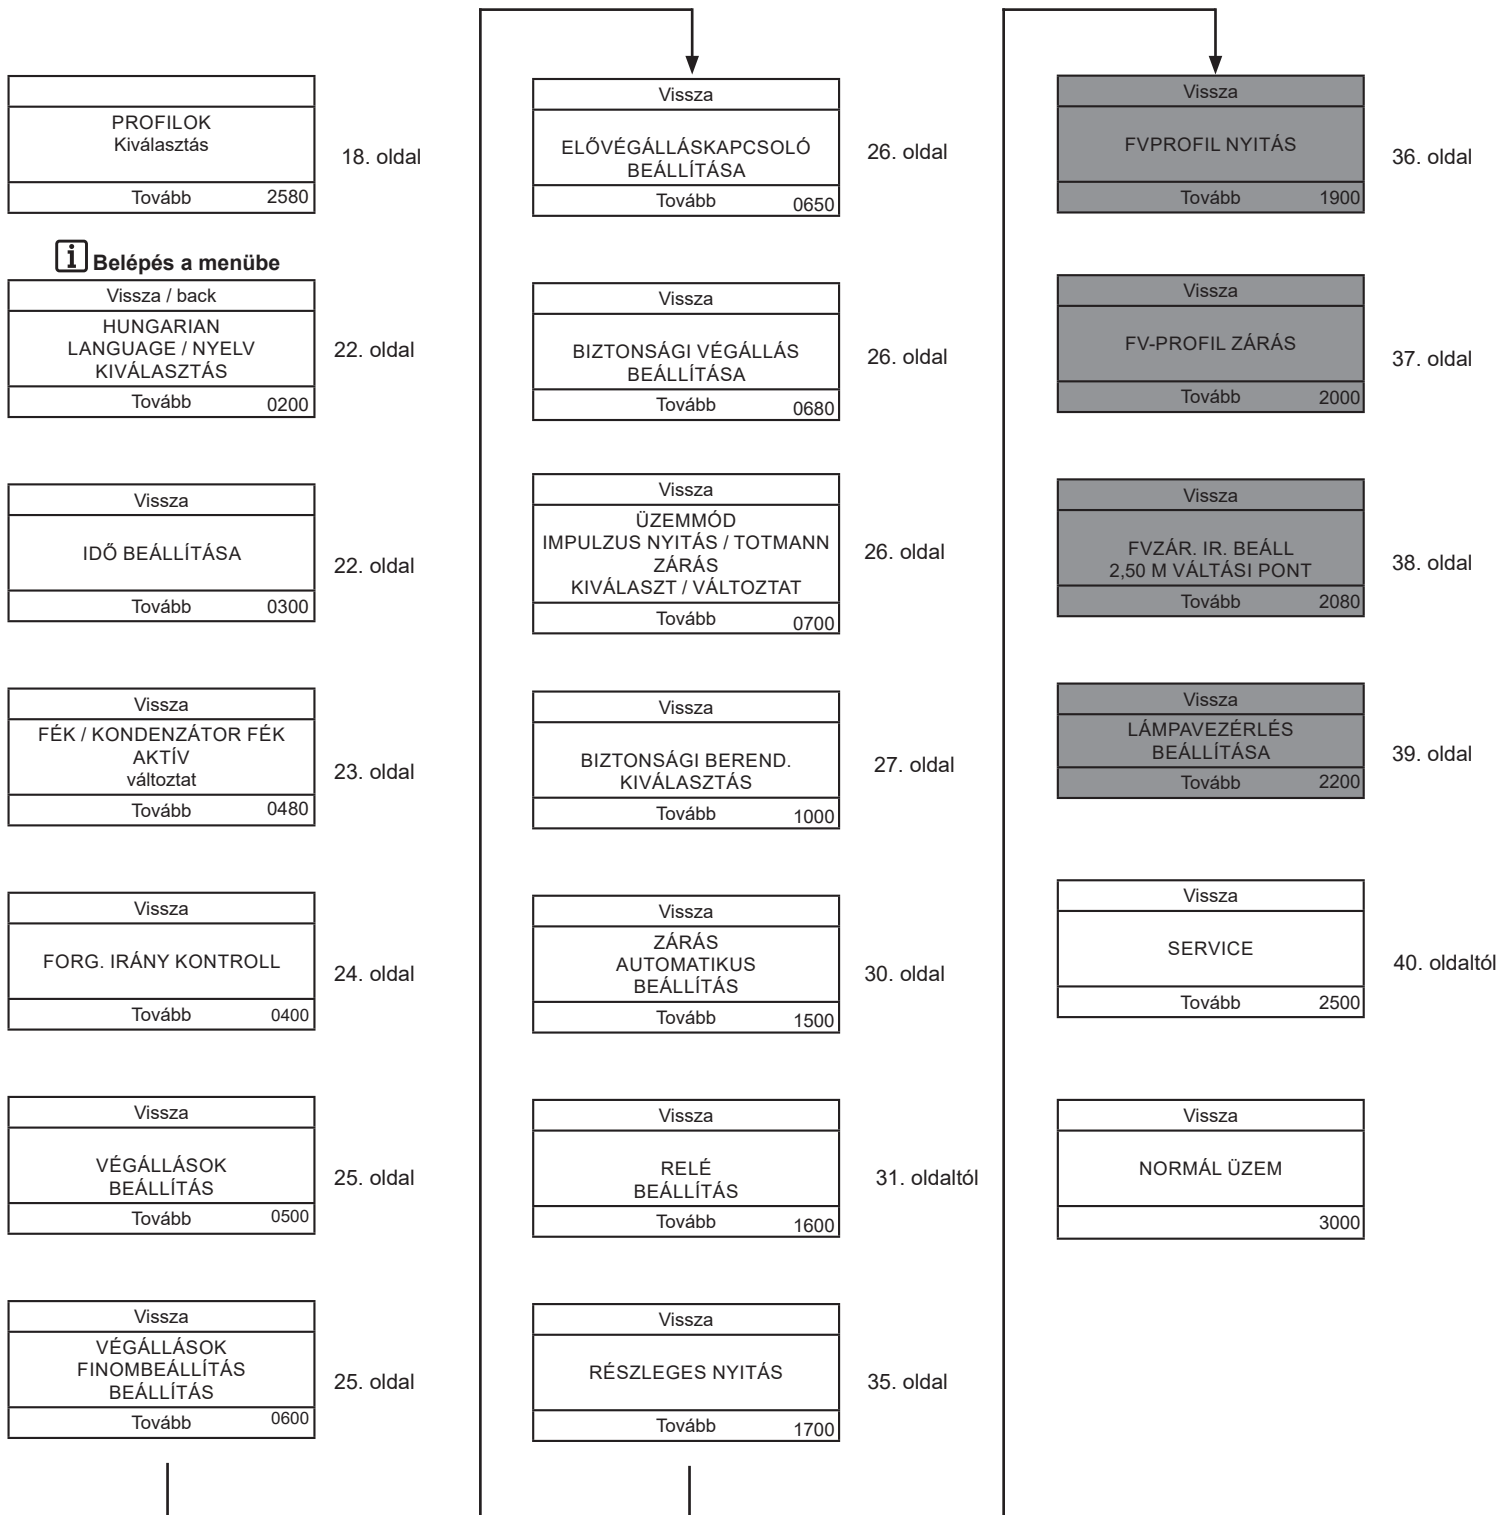 PROFILOK
Kiválasztás
Tovább 2580
18. oldal
i Belépés a menübe
Vissza / back
HUNGARIAN
LANGUAGE / NYELV
KIVÁLASZTÁS
Tovább 0200
22. oldal
Vissza
IDŐ BEÁLLÍTÁSA
Tovább 0300
22. oldal
Vissza
FÉK / KONDENZÁTOR FÉK
AKTÍV
változtat
Tovább 0480
23. oldal
Vissza
FORG. IRÁNY KONTROLL
Tovább 0400
24. oldal
Vissza
VÉGÁLLÁSOK
BEÁLLÍTÁS
Tovább 0500
25. oldal
Vissza
VÉGÁLLÁSOK
FINOMBEÁLLÍTÁS
BEÁLLÍTÁS
Tovább 0600
25. oldal
Vissza
ELŐVÉGÁLLÁSKAPCSOLÓ
BEÁLLÍTÁSA
Tovább 0650
26. oldal
Vissza
BIZTONSÁGI VÉGÁLLÁS
BEÁLLÍTÁSA
Tovább 0680
26. oldal
Vissza
ÜZEMMÓD
IMPULZUS NYITÁS / TOTMANN
ZÁRÁS
KIVÁLASZT / VÁLTOZTAT
Tovább 0700
26. oldal
Vissza
BIZTONSÁGI BEREND.
KIVÁLASZTÁS
Tovább 1000
27. oldal
Vissza
ZÁRÁS
AUTOMATIKUS
BEÁLLÍTÁS
Tovább 1500
30. oldal
Vissza
RELÉ
BEÁLLÍTÁS
Tovább 1600
31. oldaltól
Vissza
RÉSZLEGES NYITÁS
Tovább 1700
35. oldal
Vissza
FVPROFIL NYITÁS
Tovább 1900
36. oldal
Vissza
FV-PROFIL ZÁRÁS
Tovább 2000
37. oldal
Vissza
FVZÁR. IR. BEÁLL
2,50 M VÁLTÁSI PONT
Tovább 2080
38. oldal
Vissza
LÁMPAVEZÉRLÉS
BEÁLLÍTÁSA
Tovább 2200
39. oldal
Vissza
SERVICE
Tovább 2500
40. oldaltól
Vissza
NORMÁL ÜZEM
3000